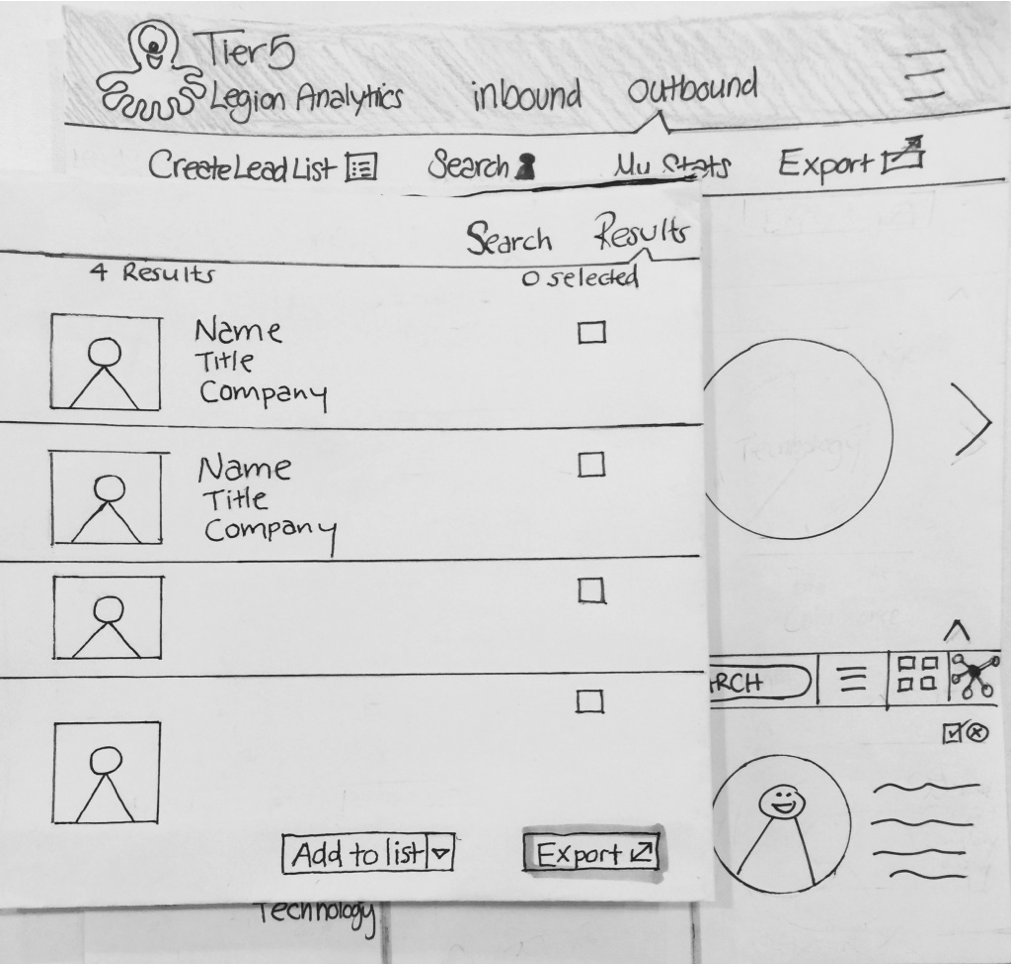 Tier5
Legion Analytics inbound outbound
Create Lead List Search My Stats Export
Search Results
4 Results 0 selected
Name
Title
Company
Name
Title
Company
RCH
Add to list Export
Technology